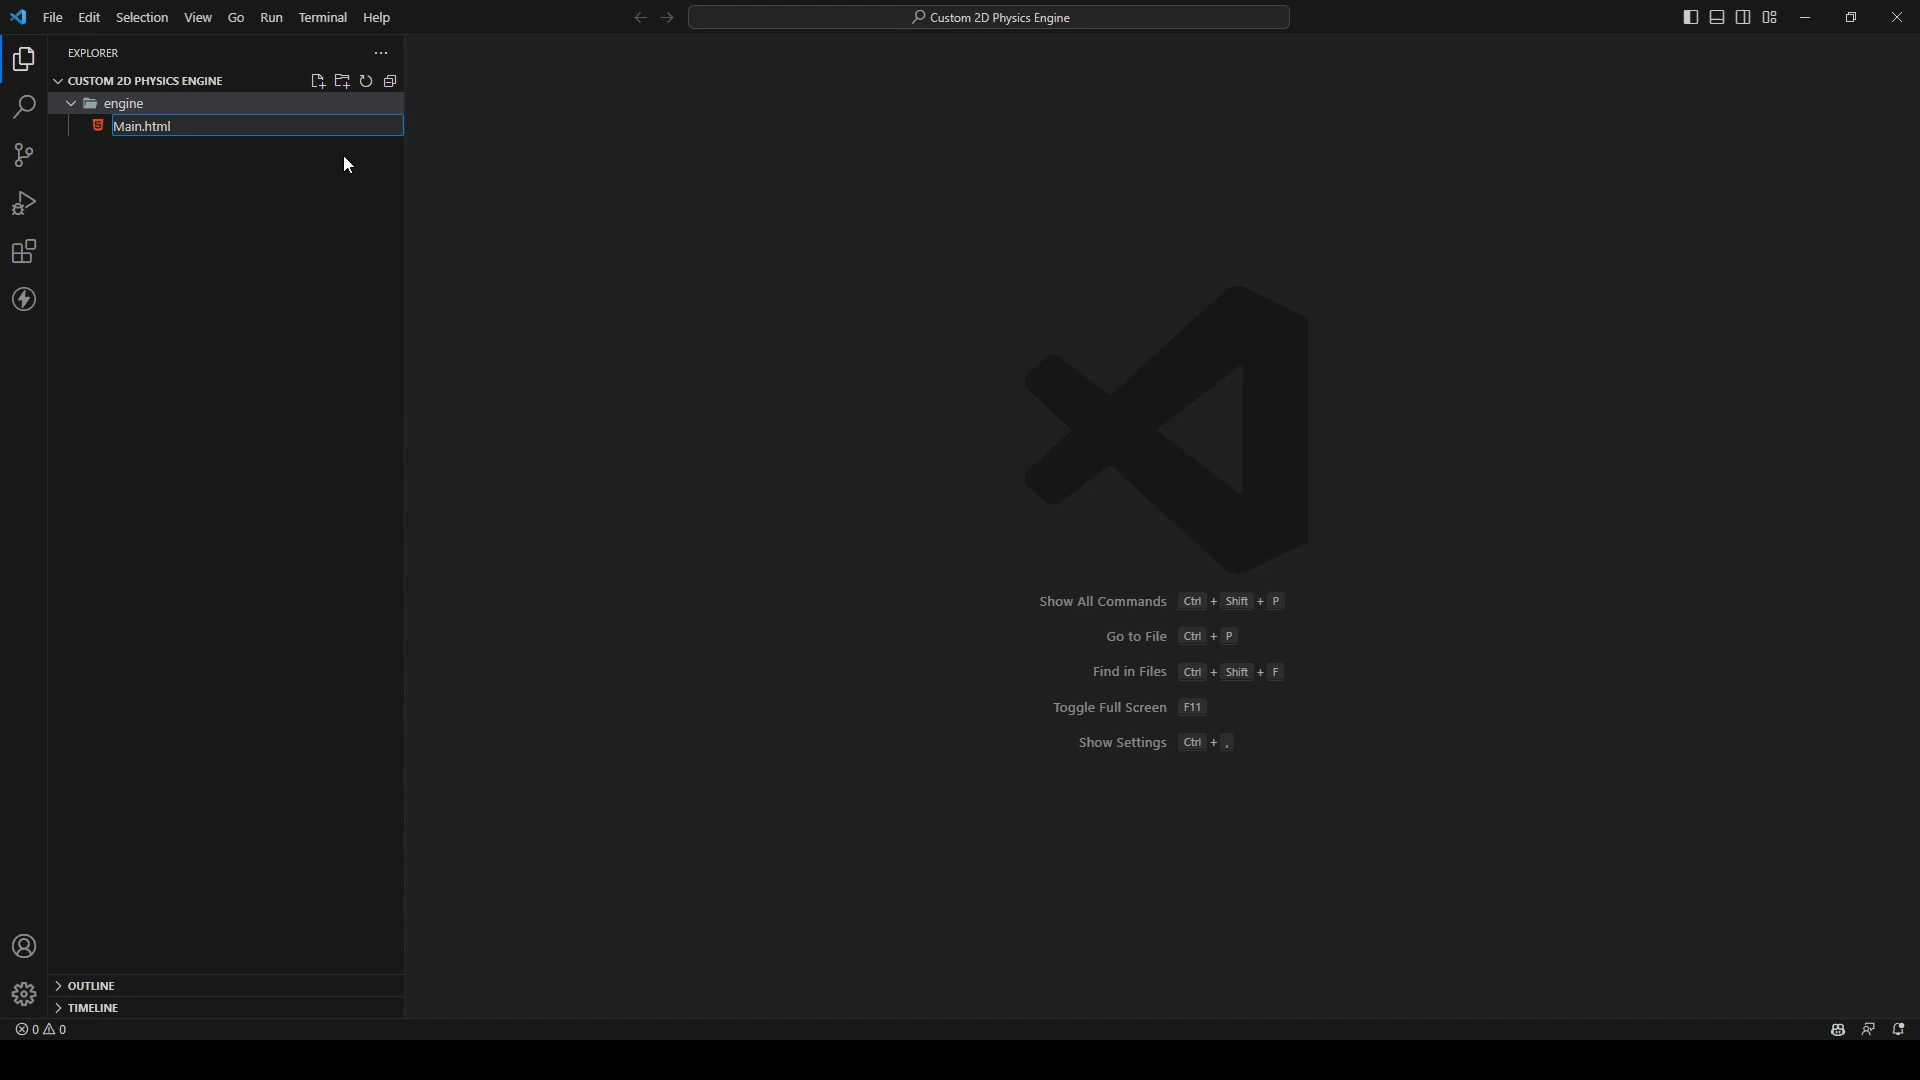 File Edit Selection View Go Run Terminal Help
Custom 2D Physics Engine
EXPLORER
CUSTOM 2D PHYSICS ENGINE
engine
Main.html
Show All Commands Ctrl + Shift + P
Go to File Ctrl + P
Find in Files Ctrl + Shift + F
Toggle Full Screen F11
Show Settings Ctrl + ,
OUTLINE
TIMELINE
0 0